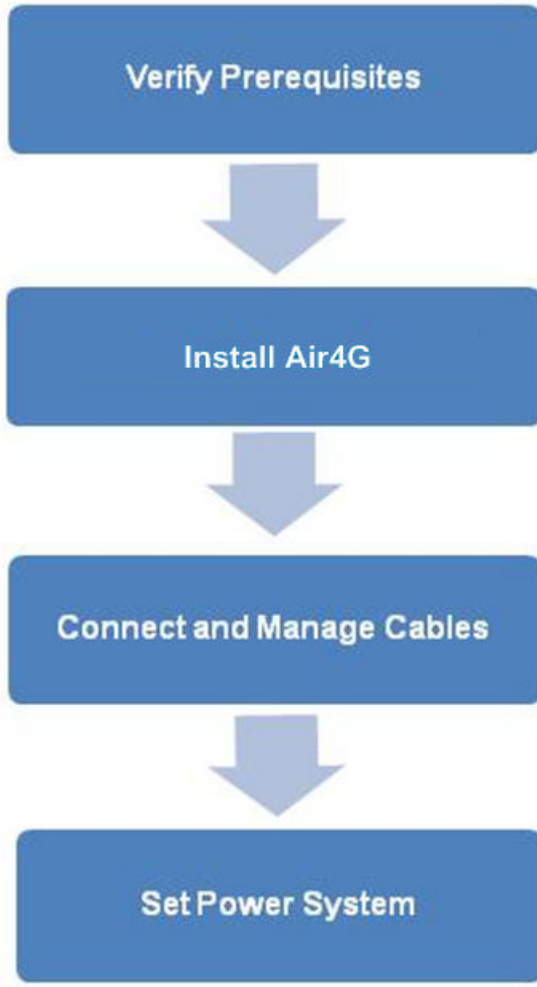 Verify Prerequisites
Install Air4G
Connect and Manage Cables
Set Power System